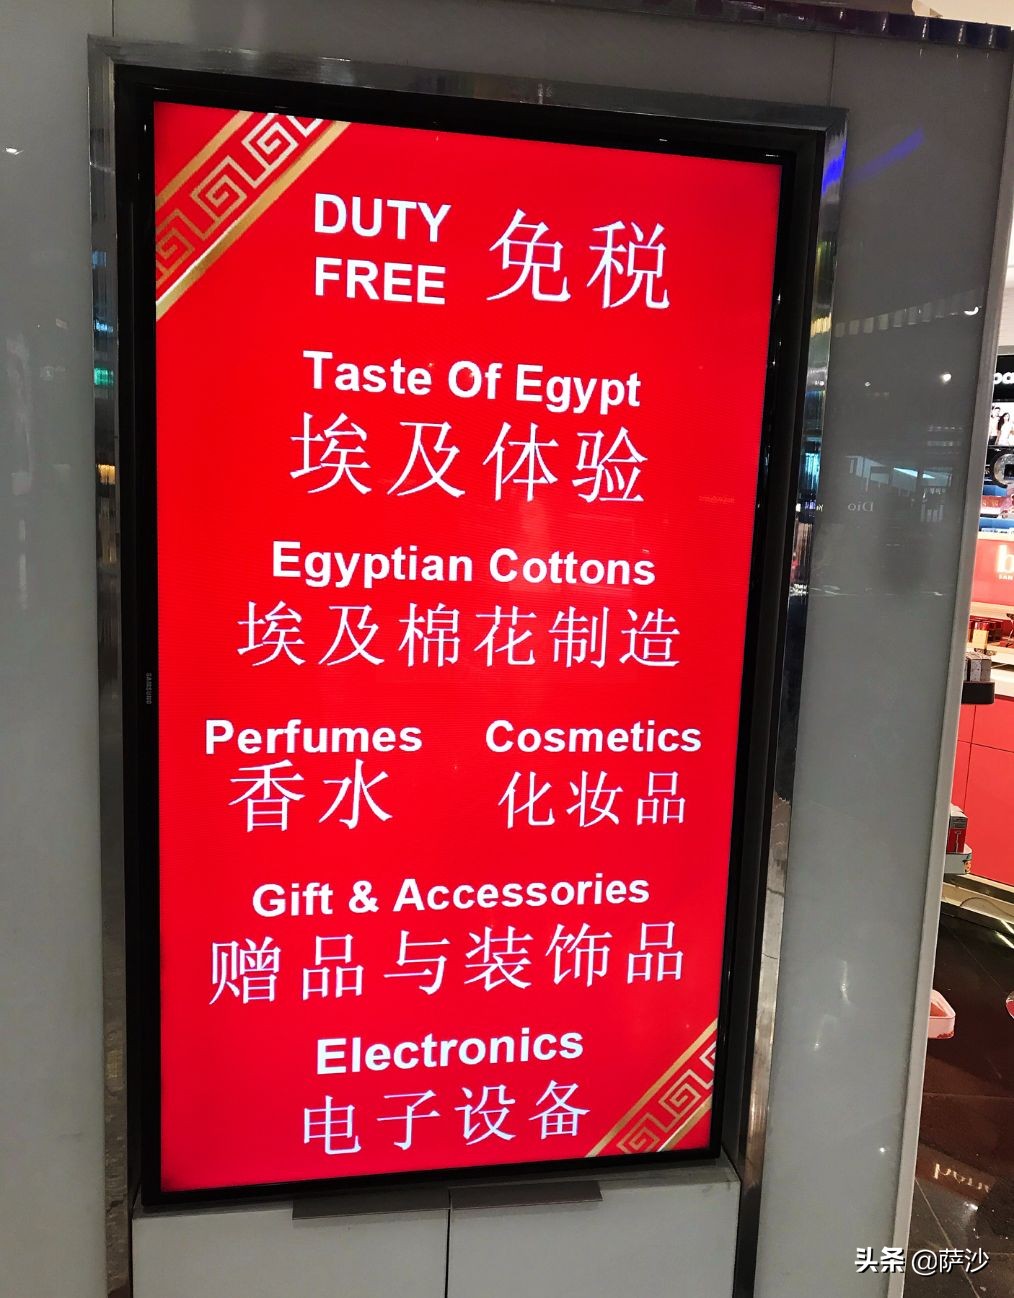 DUTY
FREE
免税
Taste Of Egypt
埃及体验
Egyptian Cottons
埃及棉花制造
Perfumes
香水
Cosmetics
化妆品
Gift & Accessories
赠品与装饰品
Electronics
电子设备
SAMSUNG
Dio
头条 @萨沙